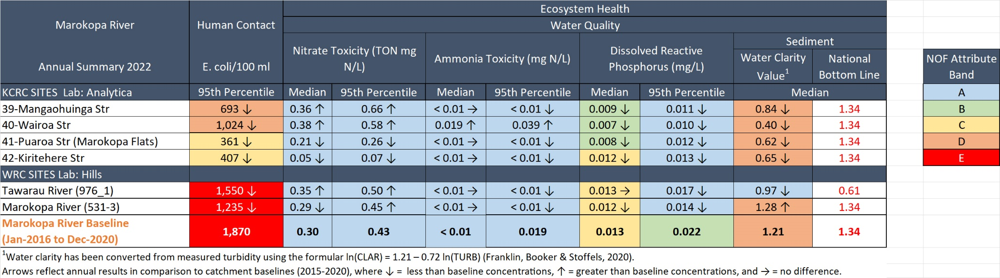 Ecosystem Health
Marokopa River Human Contact Water Quality
Sediment
Annual Summary 2022 E. coli/100 ml Nitrate Toxicity (TON mg N/L) Ammonia Toxicity (mg N/L) Dissolved Reactive Phosphorus (mg/L) Water Clarity Value1 National Bottom Line NOF Attribute Band
KCRC SITES Lab: Analytica 95th Percentile Median 95th Percentile Median 95th Percentile Median 95th Percentile Median A
39-Mangaohuinga Str 693 ↓ 0.36 ↑ 0.66 ↑ < 0.01 → < 0.01 ↓ 0.009 ↓ 0.011 ↓ 0.84 ↓ 1.34 B
40-Wairoa Str 1,024 ↓ 0.38 ↑ 0.58 ↑ 0.019 ↑ 0.039 ↑ 0.007 ↓ 0.010 ↓ 0.40 ↓ 1.34 C
41-Puaroa Str (Marokopa Flats) 361 ↓ 0.21 ↓ 0.26 ↓ < 0.01 → < 0.01 ↓ 0.008 ↓ 0.012 ↓ 0.62 ↓ 1.34 D
42-Kiritehere Str 407 ↓ 0.05 ↓ 0.07 ↓ < 0.01 → < 0.01 ↓ 0.012 ↓ 0.013 ↓ 0.65 ↓ 1.34 E
WRC SITES Lab: Hills
Tawarau River (976_1) 1,550 ↓ 0.35 ↑ 0.50 ↑ < 0.01 → < 0.01 ↓ 0.013 → 0.017 ↓ 0.97 ↓ 0.61
Marokopa River (531-3) 1,235 ↓ 0.29 ↓ 0.45 ↑ < 0.01 → < 0.01 ↓ 0.012 ↓ 0.014 ↓ 1.28 ↑ 1.34
Marokopa River Baseline
(Jan-2016 to Dec-2020) 1,870 0.30 0.43 < 0.01 0.019 0.013 0.022 1.21 1.34
1Water clarity has been converted from measured turbidity using the formular ln(CLAR) = 1.21 – 0.72 ln(TURB) (Franklin, Booker & Stoffels, 2020).
Arrows reflect annual results in comparison to catchment baselines (2015-2020), where ↓ = less than baseline concentrations, ↑ = greater than baseline concentrations, and → = no difference.